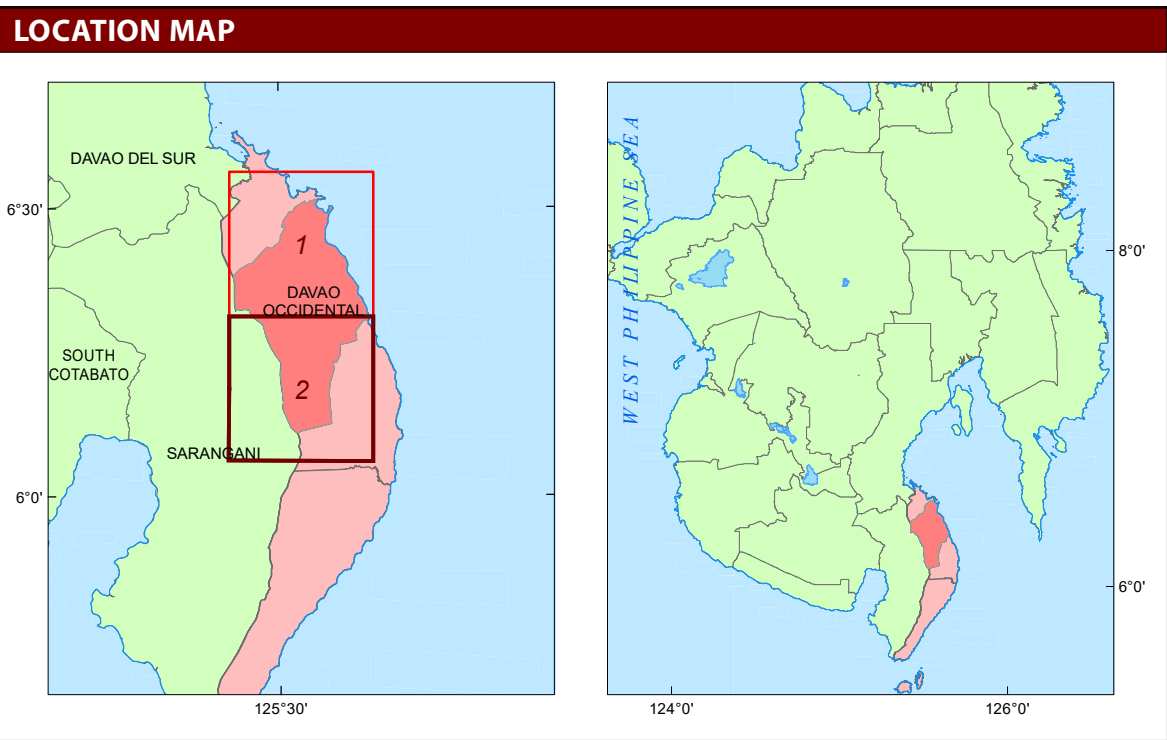 LOCATION MAP
DAVAO DEL SUR
6°30'
1
DAVAO
OCCIDENTAL
SOUTH
COTABATO
2
SARANGANI
6°0'
125°30'
WEST PHILIPPINE SEA
8°0'
6°0'
124°0'
126°0'